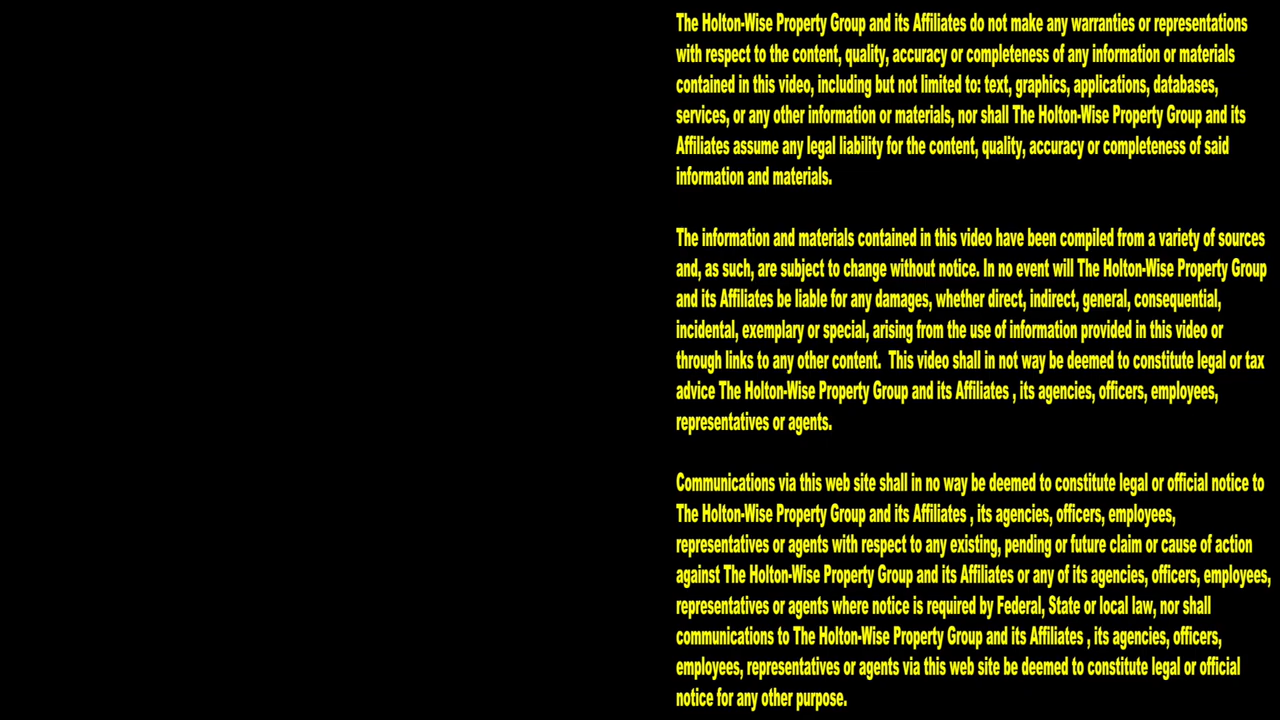 The Holton-Wise Property Group and its Affiliates do not make any warranties or representations
with respect to the content, quality, accuracy or completeness of any information or materials
contained in this video, including but not limited to: text, graphics, applications, databases,
services, or any other information or materials, nor shall The Holton-Wise Property Group and its
Affiliates assume any legal liability for the content, quality, accuracy or completeness of said
information and materials.
The information and materials contained in this video have been compiled from a variety of sources
and, as such, are subject to change without notice. In no event will The Holton-Wise Property Group
and its Affiliates be liable for any damages, whether direct, indirect, general, consequential,
incidental, exemplary or special, arising from the use of information provided in this video or
through links to any other content.  This video shall in not way be deemed to constitute legal or tax
advice The Holton-Wise Property Group and its Affiliates , its agencies, officers, employees,
representatives or agents.
Communications via this web site shall in no way be deemed to constitute legal or official notice to
The Holton-Wise Property Group and its Affiliates , its agencies, officers, employees,
representatives or agents with respect to any existing, pending or future claim or cause of action
against The Holton-Wise Property Group and its Affiliates or any of its agencies, officers, employees,
representatives or agents where notice is required by Federal, State or local law, nor shall
communications to The Holton-Wise Property Group and its Affiliates , its agencies, officers,
employees, representatives or agents via this web site be deemed to constitute legal or official
notice for any other purpose.